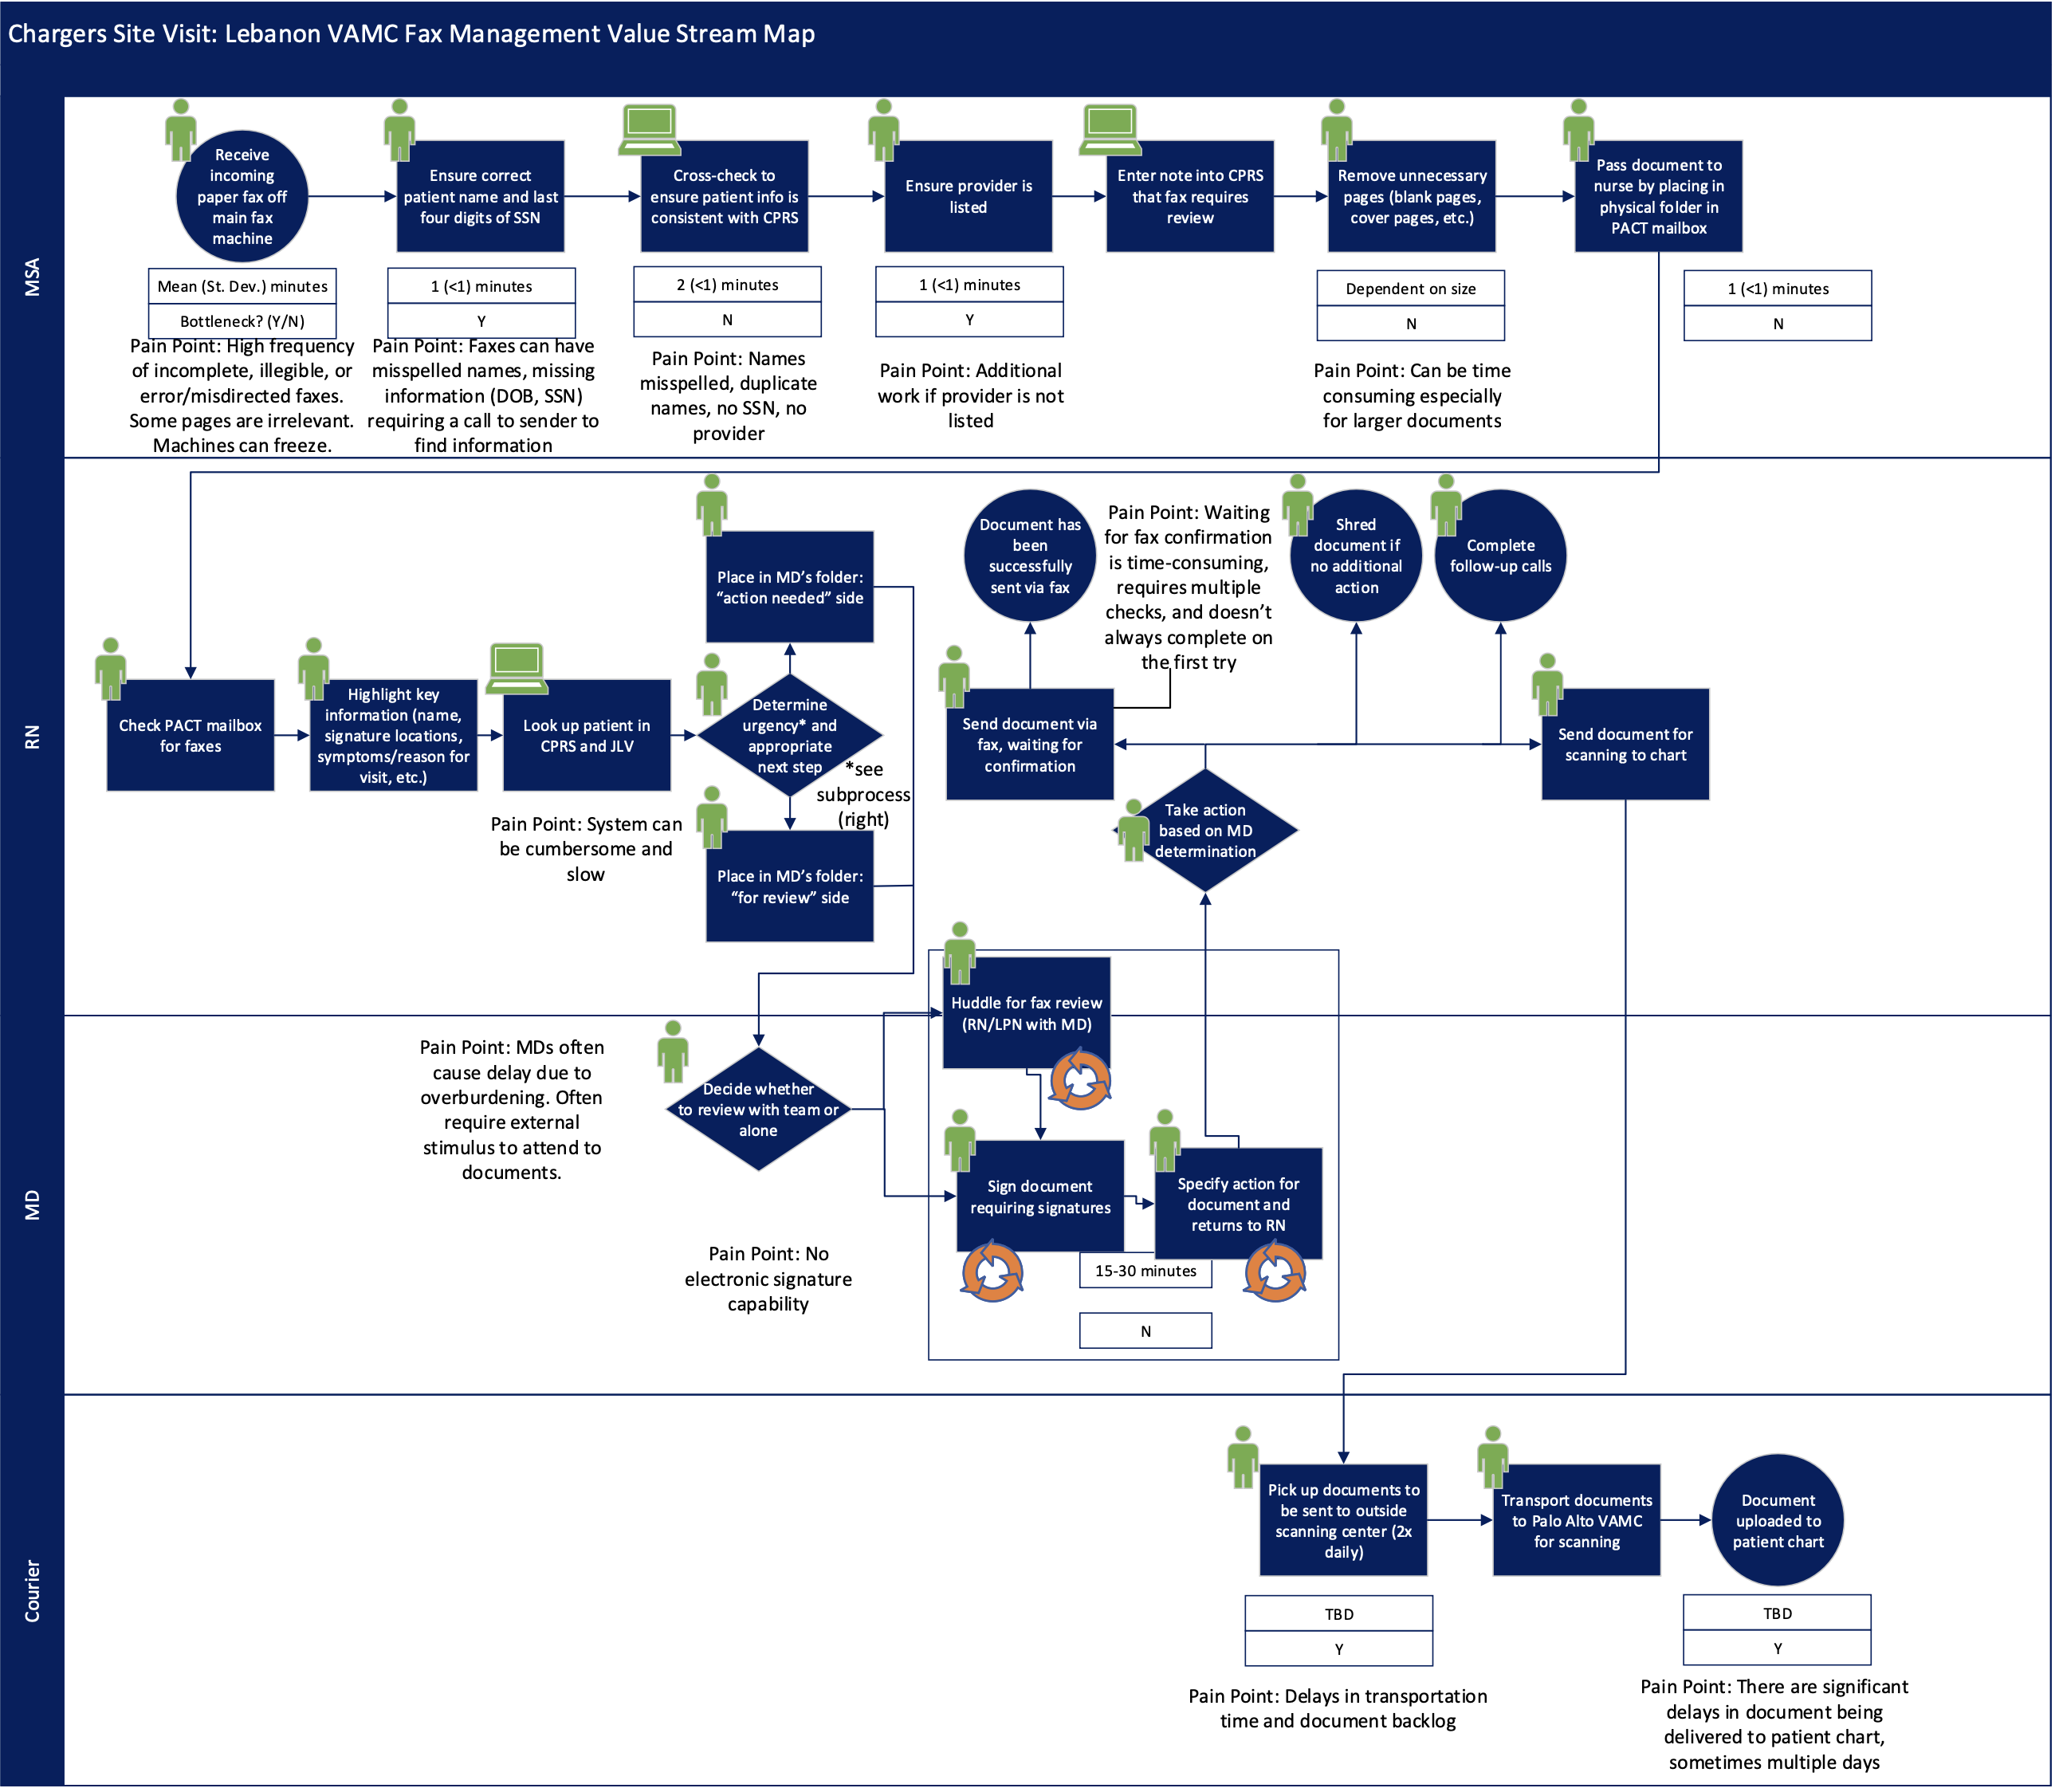 Chargers Site Visit: Lebanon VAMC Fax Management Value Stream Map
MSA
Receive
incoming
paper fax off
main fax
machine
Ensure correct
patient name and last
four digits of SSN
Cross-check to
ensure patient info is
consistent with CPRS
Ensure provider is
listed
Enter note into CPRS
that fax requires
review
Remove unnecessary
pages (blank pages,
cover pages, etc.)
Pass document to
nurse by placing in
physical folder in
PACT mailbox
Mean (St. Dev.) minutes
Bottleneck? (Y/N)
1 (<1) minutes
Y
2 (<1) minutes
N
1 (<1) minutes
Y
Dependent on size
N
1 (<1) minutes
N
Pain Point: High frequency
of incomplete, illegible, or
error/misdirected faxes.
Some pages are irrelevant.
Machines can freeze.
Pain Point: Faxes can have
misspelled names, missing
information (DOB, SSN)
requiring a call to sender to
find information
Pain Point: Names
misspelled, duplicate
names, no SSN, no
provider
Pain Point: Additional
work if provider is not
listed
Pain Point: Can be time
consuming especially
for larger documents
RN
Check PACT mailbox
for faxes
Highlight key
information (name,
signature locations,
symptoms/reason for
visit, etc.)
Look up patient in
CPRS and JLV
Pain Point: System can
be cumbersome and
slow
Place in MD’s folder:
“action needed” side
Determine
urgency* and
appropriate
next step
*see
subprocess
(right)
Place in MD’s folder:
“for review” side
Document has
been
successfully
sent via fax
Pain Point: Waiting
for fax confirmation
is time-consuming,
requires multiple
checks, and doesn’t
always complete on
the first try
Shred
document if
no additional
action
Complete
follow-up calls
Send document via
fax, waiting for
confirmation
Send document for
scanning to chart
Take action
based on MD
determination
Huddle for fax review
(RN/LPN with MD)
MD
Pain Point: MDs often
cause delay due to
overburdening. Often
require external
stimulus to attend to
documents.
Decide whether
to review with team or
alone
Sign document
requiring signatures
Specify action for
document and
returns to RN
Pain Point: No
electronic signature
capability
15-30 minutes
N
Courier
Pick up documents to
be sent to outside
scanning center (2x
daily)
Transport documents
to Palo Alto VAMC
for scanning
Document
uploaded to
patient chart
TBD
Y
TBD
Y
Pain Point: Delays in transportation
time and document backlog
Pain Point: There are significant
delays in document being
delivered to patient chart,
sometimes multiple days